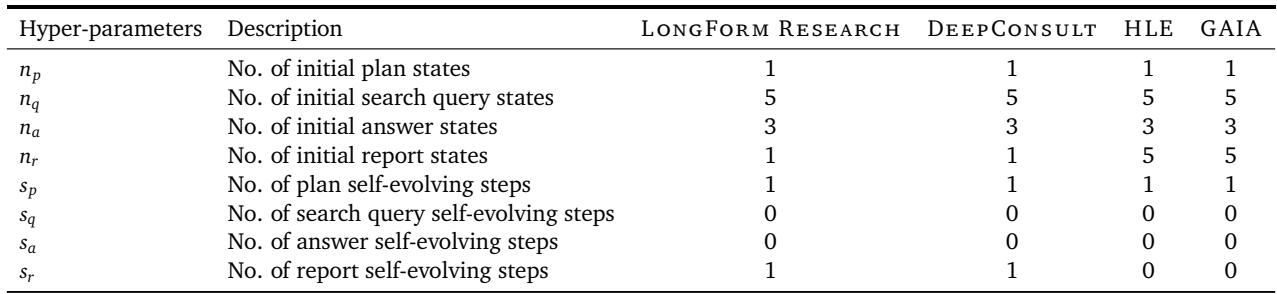 Hyper-parameters Description LONGFORM RESEARCH DEEPCONSULT HLE GAIA
n_p No. of initial plan states 1 1 1 1
n_q No. of initial search query states 5 5 5 5
n_a No. of initial answer states 3 3 3 3
n_r No. of initial report states 1 1 5 5
s_p No. of plan self-evolving steps 1 1 1 1
s_q No. of search query self-evolving steps 0 0 0 0
s_a No. of answer self-evolving steps 0 0 0 0
s_r No. of report self-evolving steps 1 1 0 0